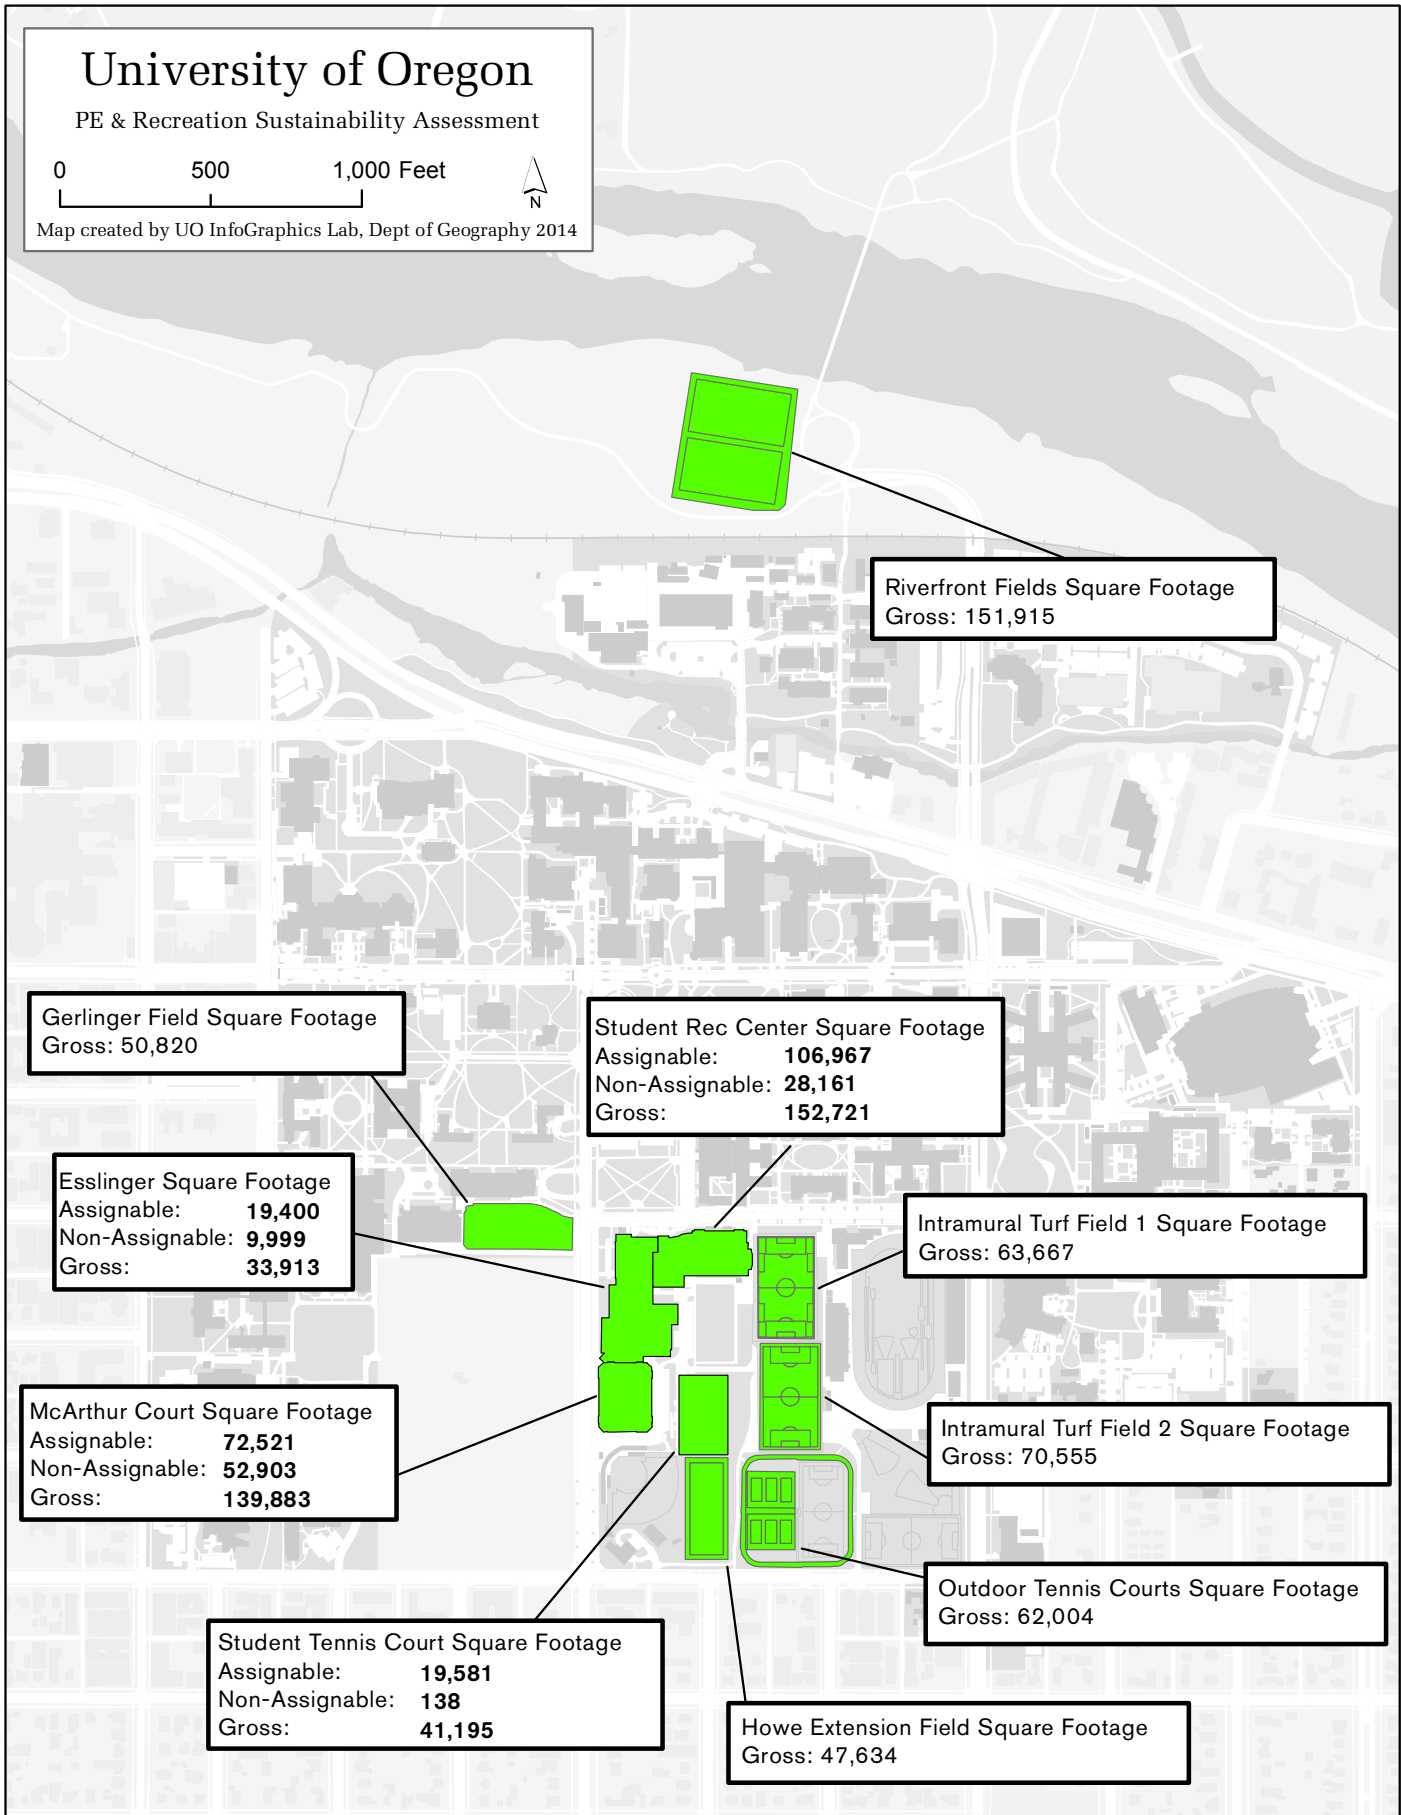 University of Oregon
PE & Recreation Sustainability Assessment
0 500 1,000 Feet
N
Map created by UO InfoGraphics Lab, Dept of Geography 2014
Riverfront Fields Square Footage
Gross: 151,915
Gerlinger Field Square Footage
Gross: 50,820
Student Rec Center Square Footage
Assignable: 106,967
Non-Assignable: 28,161
Gross: 152,721
Esslinger Square Footage
Assignable: 19,400
Non-Assignable: 9,999
Gross: 33,913
Intramural Turf Field 1 Square Footage
Gross: 63,667
McArthur Court Square Footage
Assignable: 72,521
Non-Assignable: 52,903
Gross: 139,883
Intramural Turf Field 2 Square Footage
Gross: 70,555
Outdoor Tennis Courts Square Footage
Gross: 62,004
Student Tennis Court Square Footage
Assignable: 19,581
Non-Assignable: 138
Gross: 41,195
Howe Extension Field Square Footage
Gross: 47,634